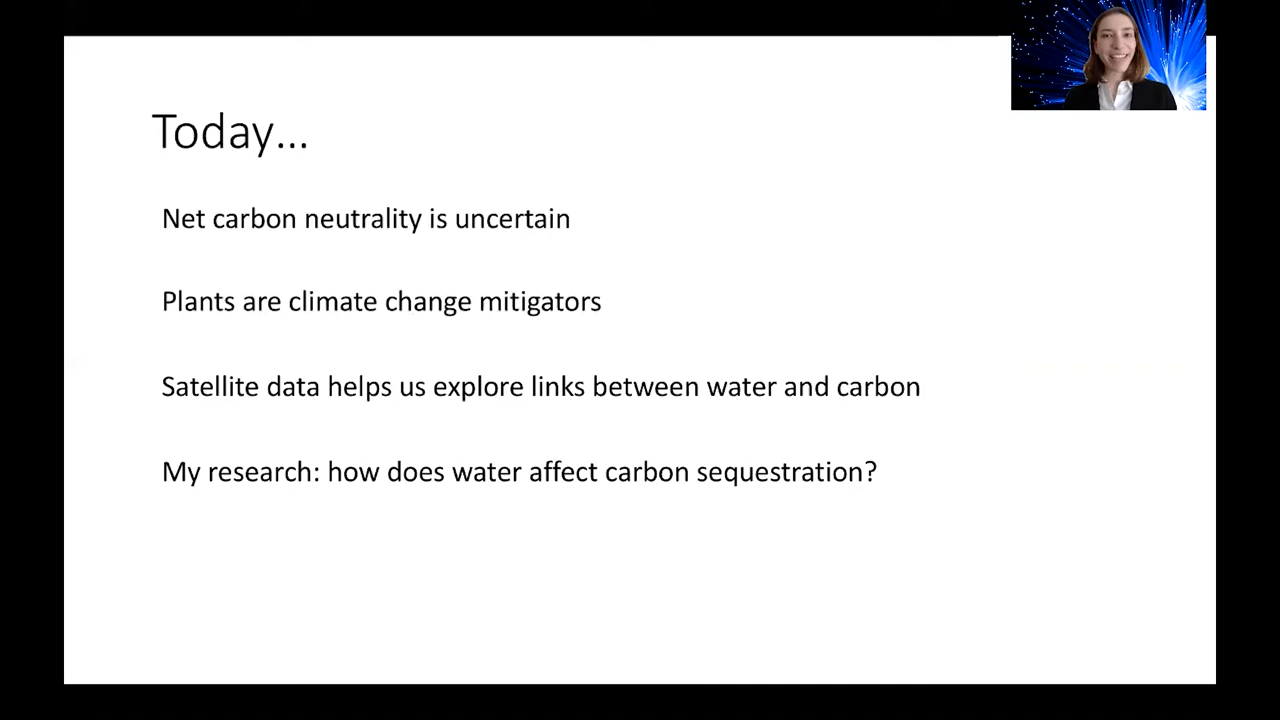 Today...
Net carbon neutrality is uncertain
Plants are climate change mitigators
Satellite data helps us explore links between water and carbon
My research: how does water affect carbon sequestration?